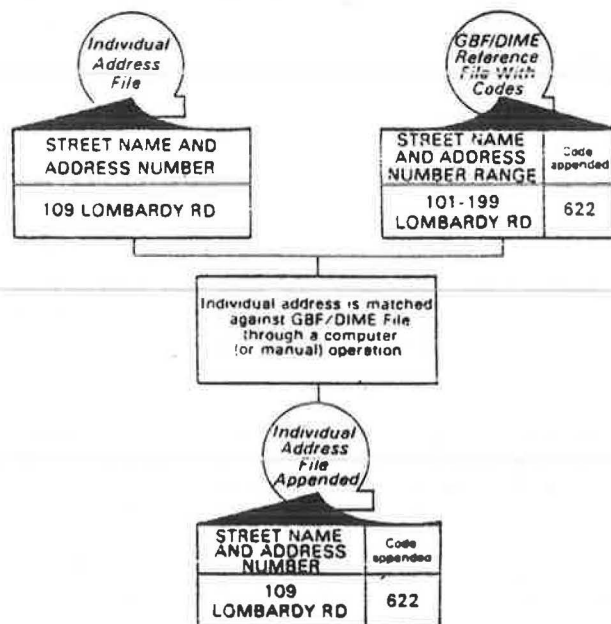 Individual
Address
File
STREET NAME AND
ADDRESS NUMBER
109 LOMBARDY RD
GBF/DIME
Reference
File With
Codes
STREET NAME
AND ADDRESS
NUMBER RANGE
Code
appended
101-199
LOMBARDY RD
622
Individual address is matched
against GBF/DIME File
through a computer
(or manual) operation
Individual
Address
File
Appended
STREET NAME
AND ADDRESS
NUMBER
Code
appended
109
LOMBARDY RD
622